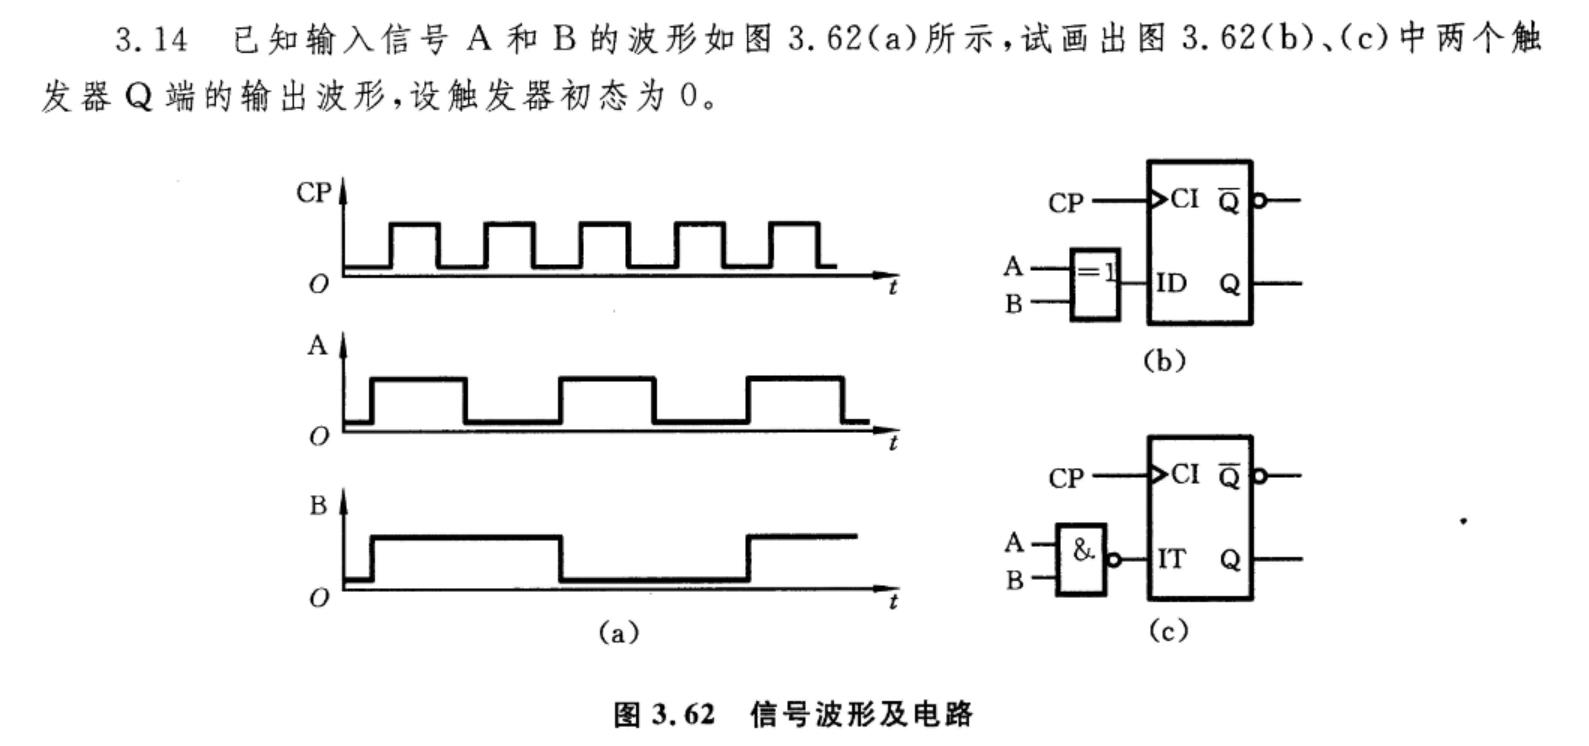 3.14 已知输入信号 A 和 B 的波形如图 3.62(a)所示,试画出图 3.62(b)、(c)中两个触
发器 Q 端的输出波形,设触发器初态为 0。
CP
O
t
A
O
t
B
O
t
(a)
CP
CI
Q̅
A
B
=1
ID
Q
(b)
CP
CI
Q̅
A
B
&
IT
Q
(c)
图 3.62 信号波形及电路